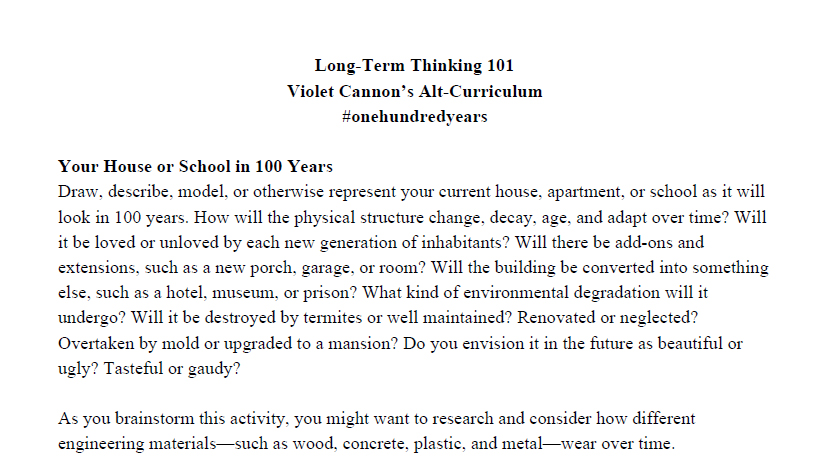 Long-Term Thinking 101
Violet Cannon’s Alt-Curriculum
#onehundredyears
Your House or School in 100 Years
Draw, describe, model, or otherwise represent your current house, apartment, or school as it will
look in 100 years. How will the physical structure change, decay, age, and adapt over time? Will
it be loved or unloved by each new generation of inhabitants? Will there be add-ons and
extensions, such as a new porch, garage, or room? Will the building be converted into something
else, such as a hotel, museum, or prison? What kind of environmental degradation will it
undergo? Will it be destroyed by termites or well maintained? Renovated or neglected?
Overtaken by mold or upgraded to a mansion? Do you envision it in the future as beautiful or
ugly? Tasteful or gaudy?
As you brainstorm this activity, you might want to research and consider how different
engineering materials—such as wood, concrete, plastic, and metal—wear over time.